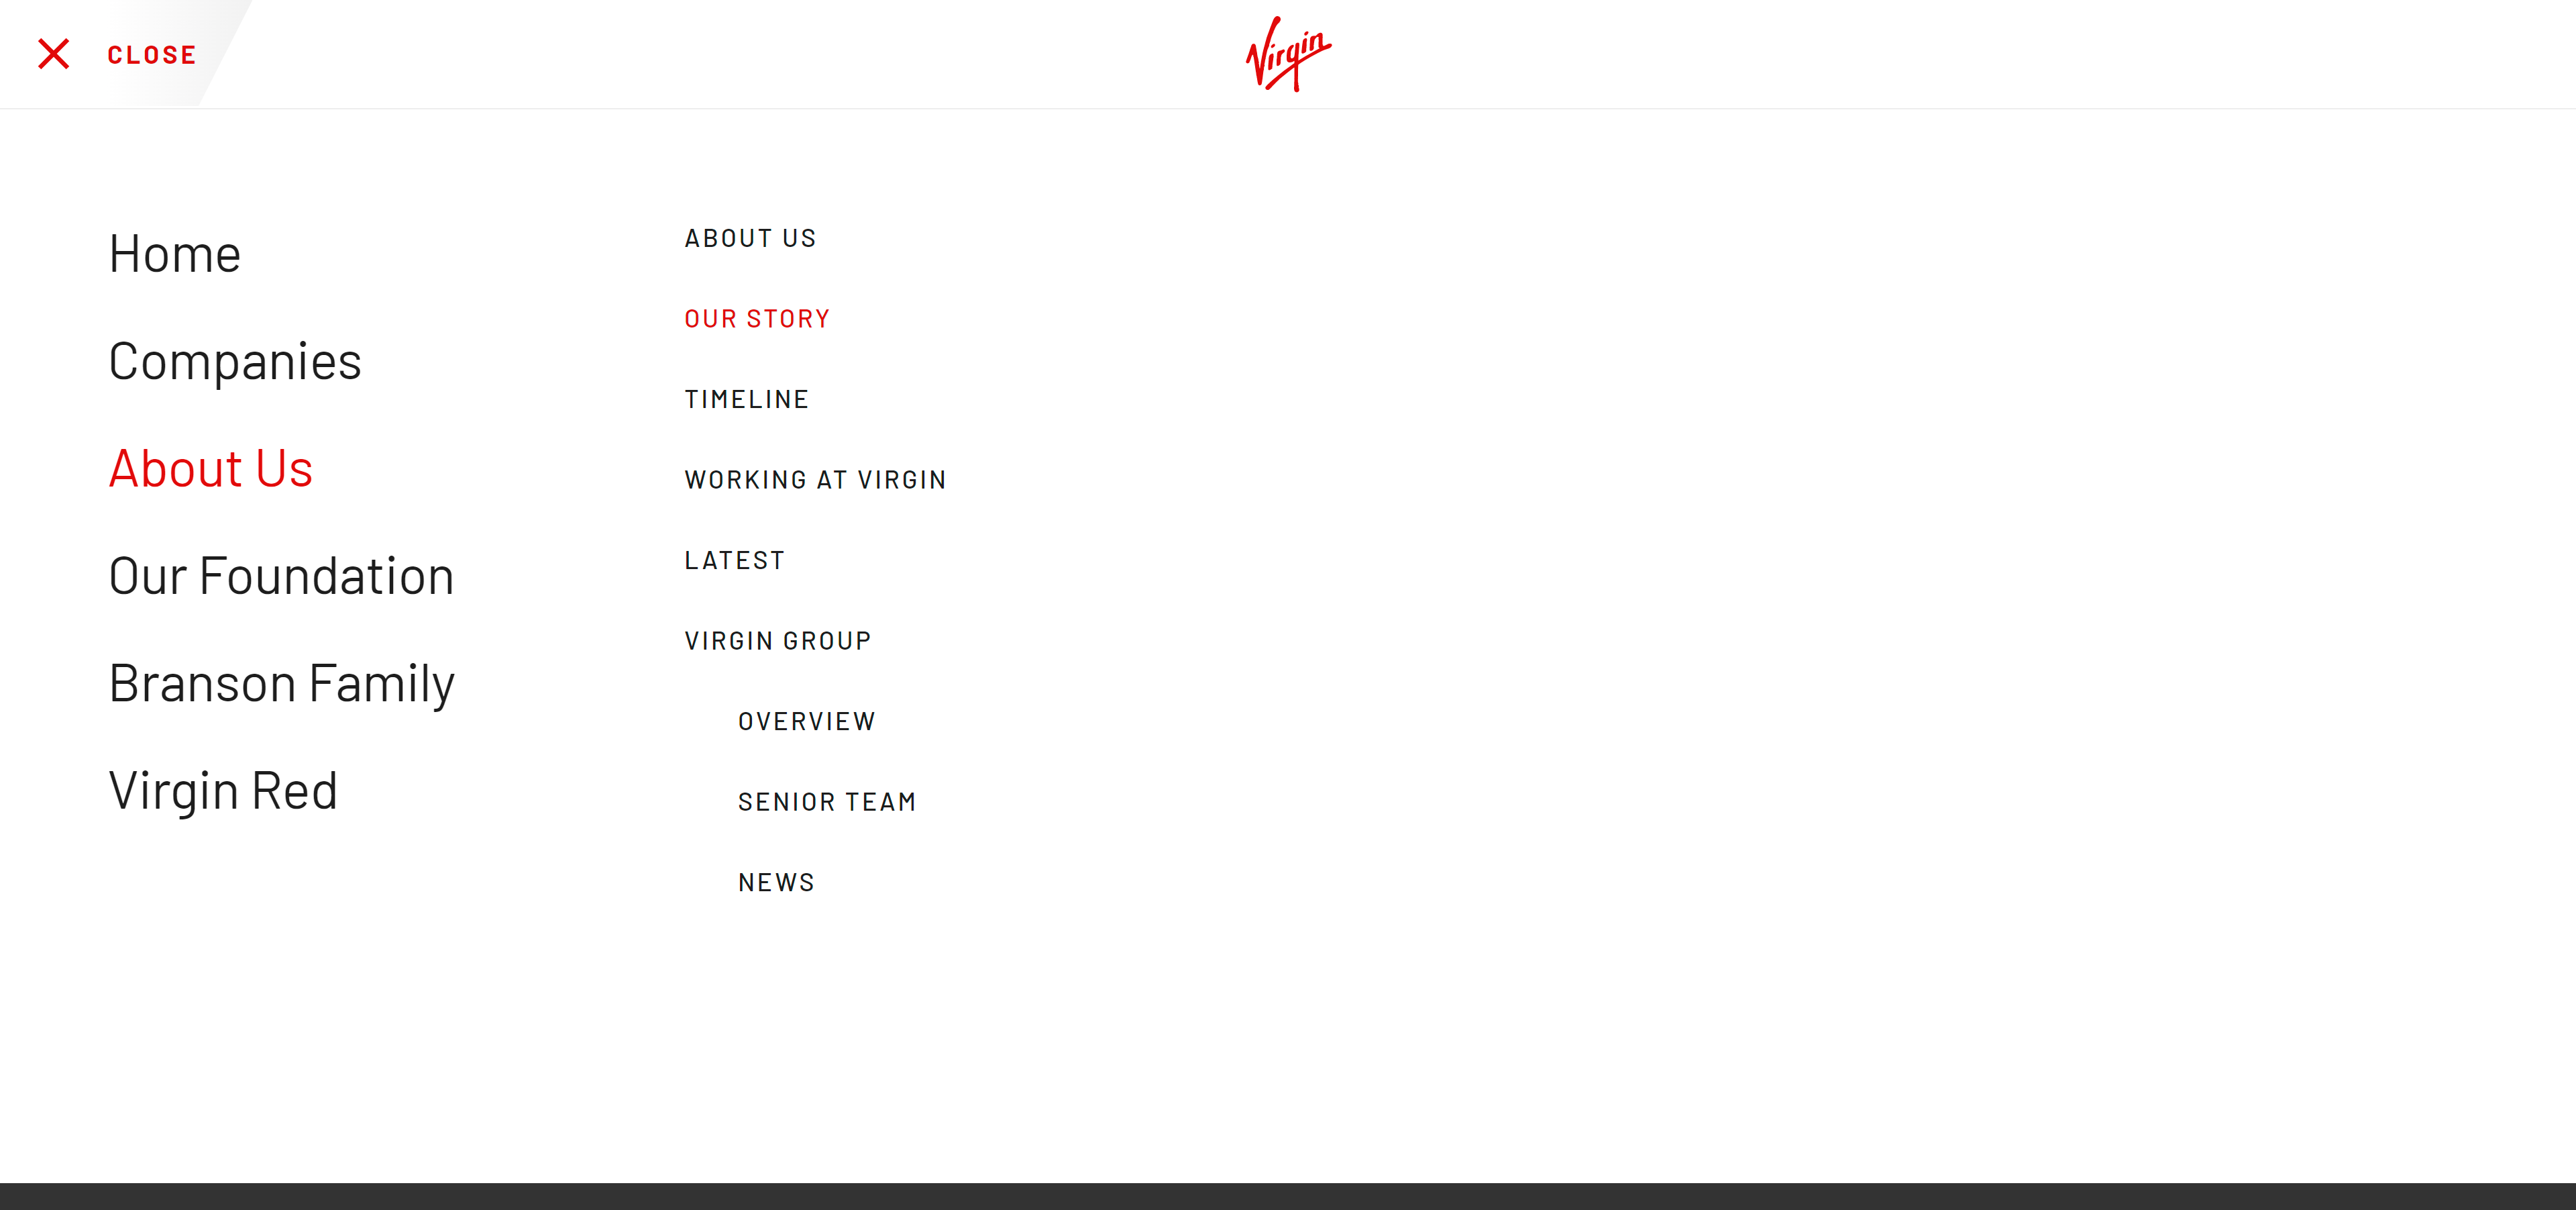 CLOSE
Virgin
Home
Companies
About Us
Our Foundation
Branson Family
Virgin Red
ABOUT US
OUR STORY
TIMELINE
WORKING AT VIRGIN
LATEST
VIRGIN GROUP
OVERVIEW
SENIOR TEAM
NEWS